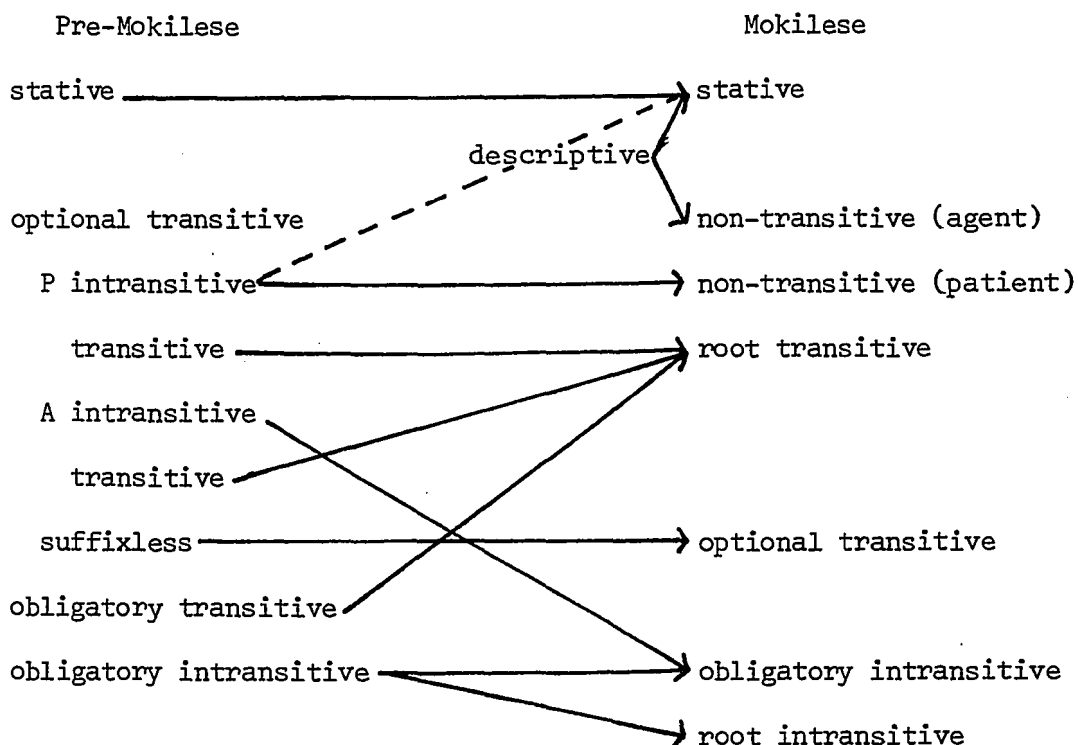 Pre-Mokilese Mokilese
stative stative
descriptive
optional transitive non-transitive (agent)
P intransitive non-transitive (patient)
transitive root transitive
A intransitive
transitive
suffixless optional transitive
obligatory transitive
obligatory intransitive obligatory intransitive
root intransitive